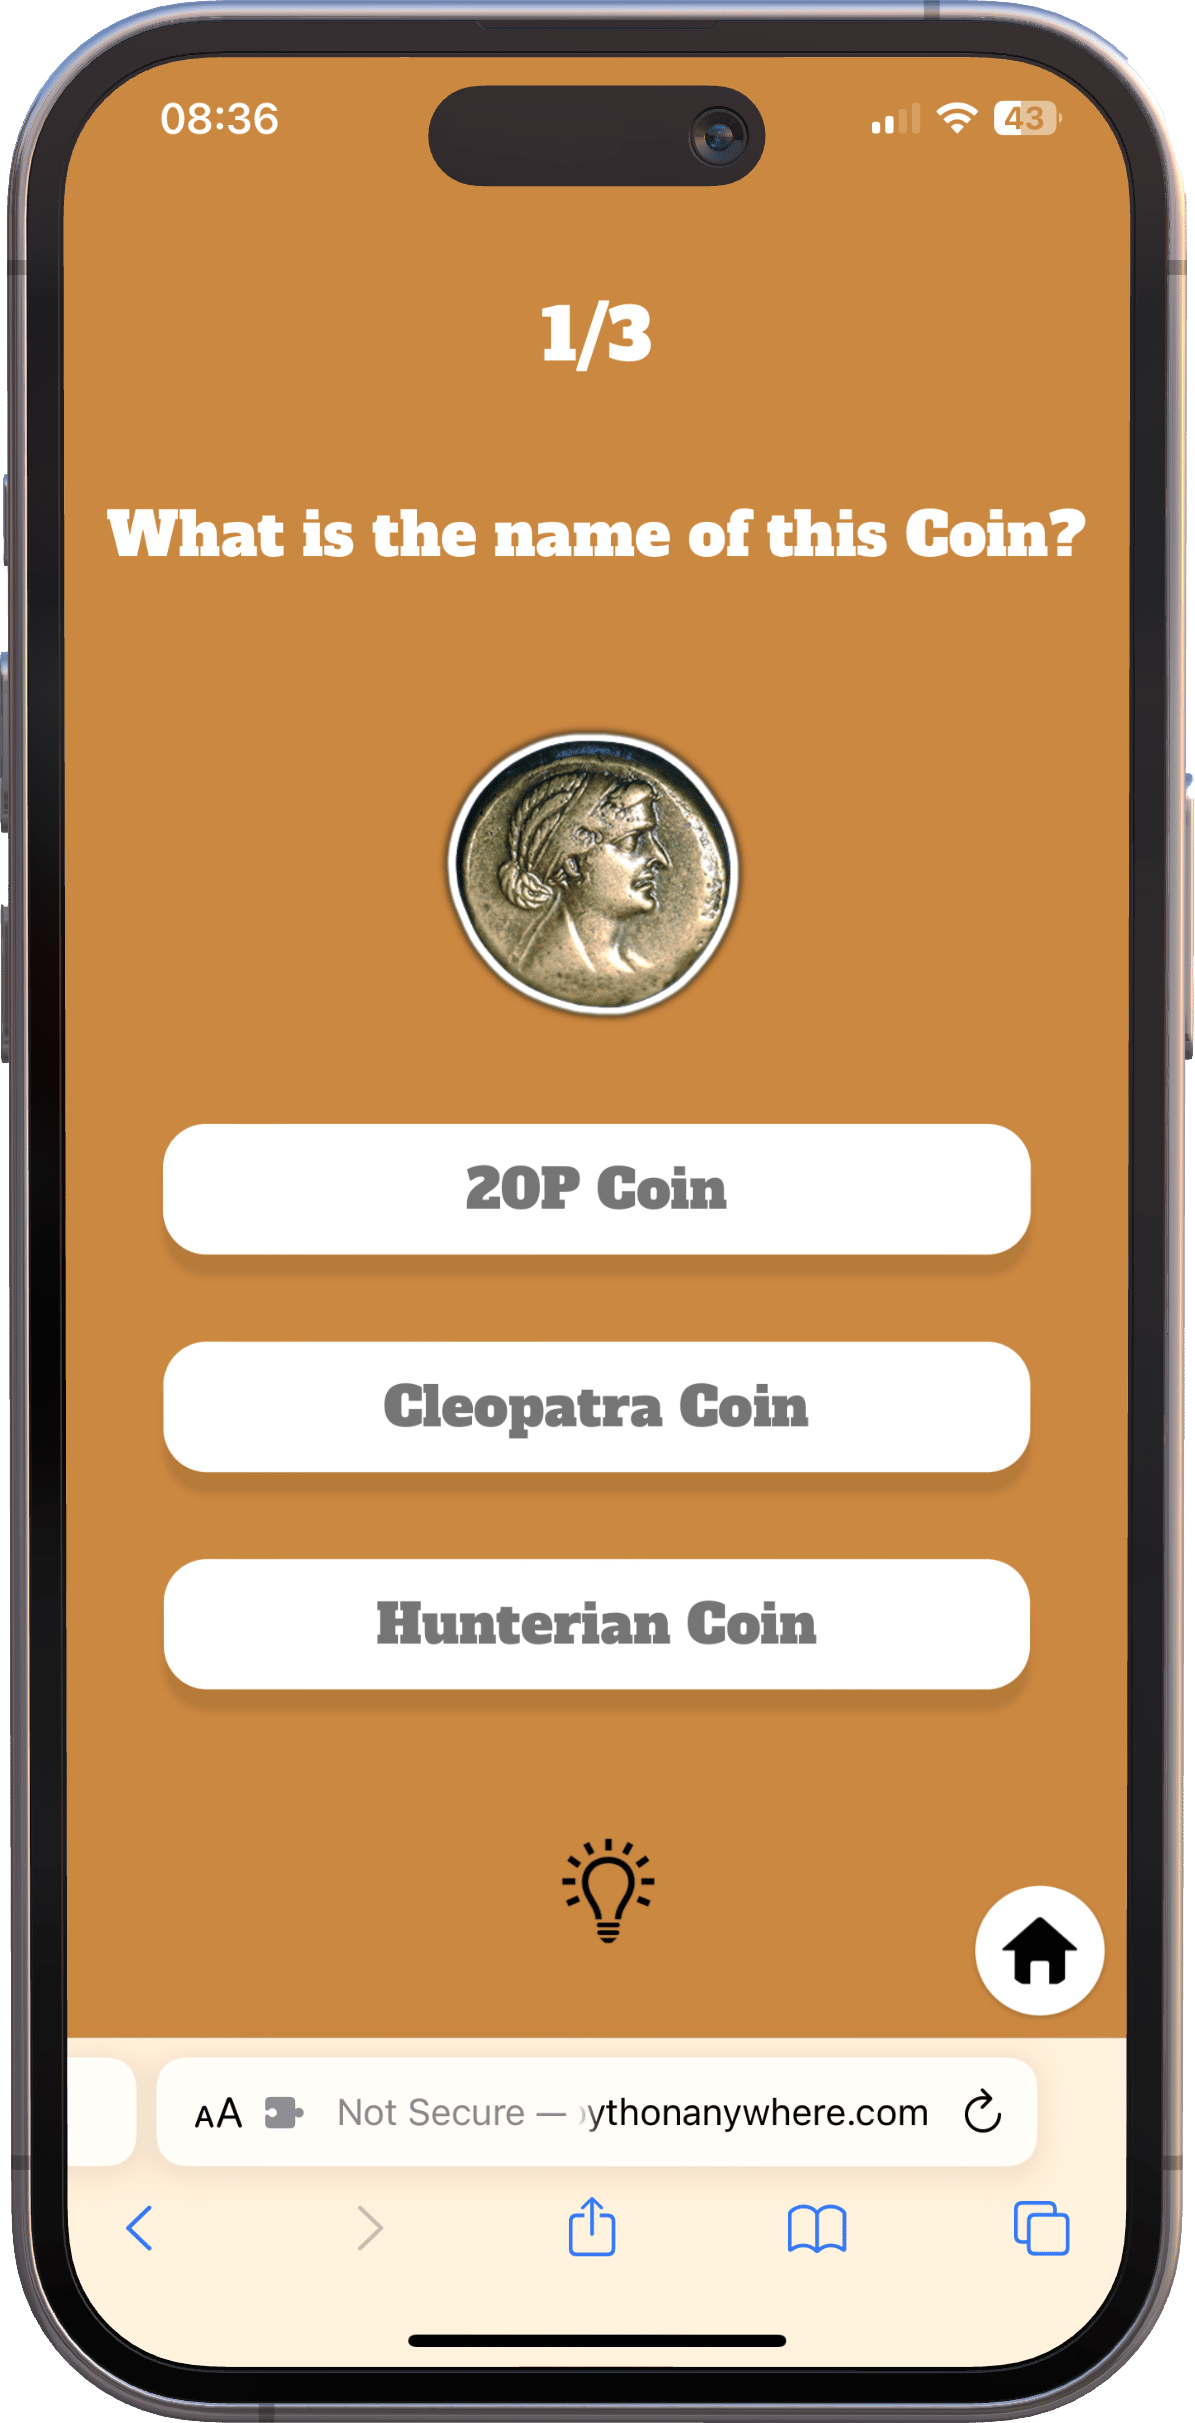 08:36
43
1/3
What is the name of this Coin?
20P Coin
Cleopatra Coin
Hunterian Coin
AA Not Secure — ythonanywhere.com